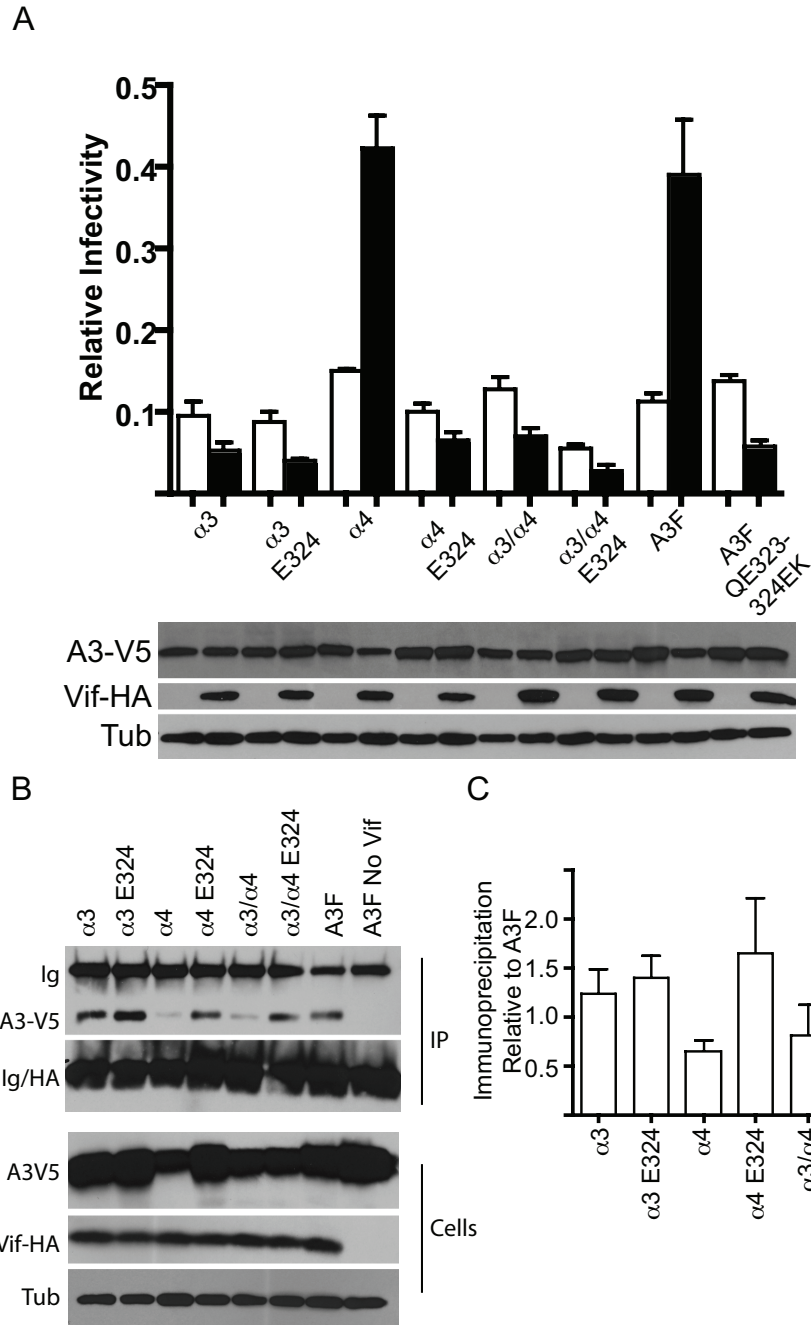 A
Relative Infectivity
0.5
0.4
0.3
0.2
0.1
α3
α3 E324
α4
α4 E324
α3/α4
α3/α4 E324
A3F
A3F QE323-324EK
A3-V5
Vif-HA
Tub
B
α3
α3 E324
α4
α4 E324
α3/α4
α3/α4 E324
A3F
A3F No Vif
Ig
A3-V5
Ig/HA
IP
A3V5
Vif-HA
Tub
Cells
C
Immunoprecipitation
Relative to A3F
2.0
1.5
1.0
0.5
α3
α3 E324
α4
α4 E324
α3/α4